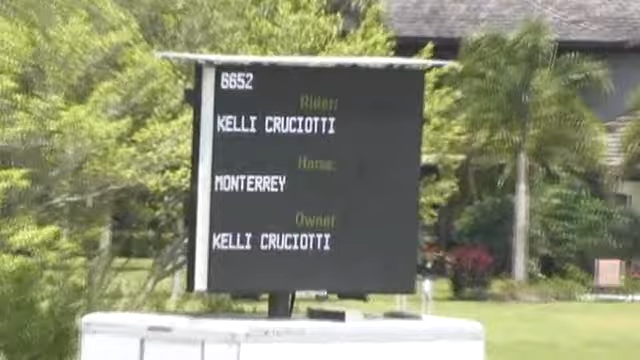 6652
Rider:
KELLI CRUCIOTTI
Horse:
MONTERREY
Owner:
KELLI CRUCIOTTI